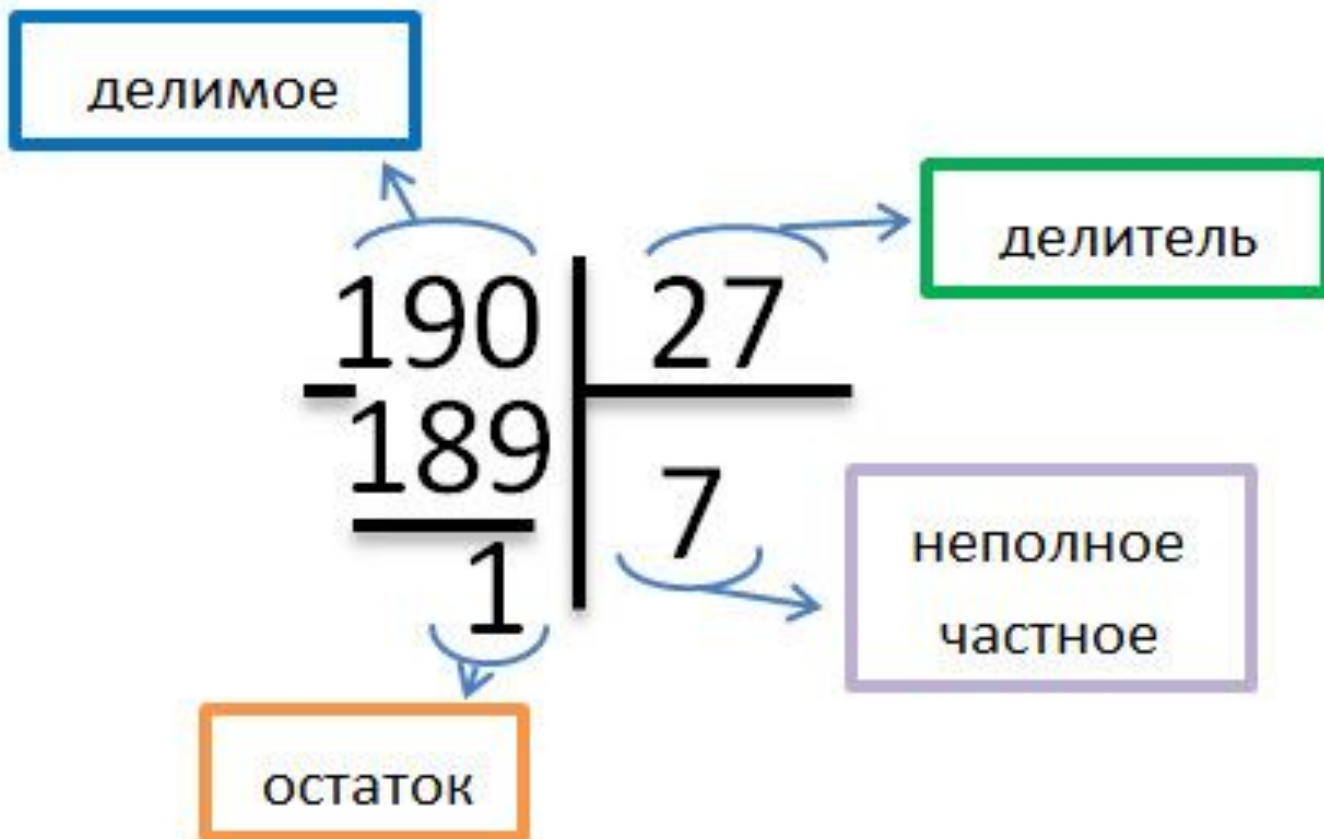 делимое
делитель
190 27
189
7
1
неполное
частное
остаток